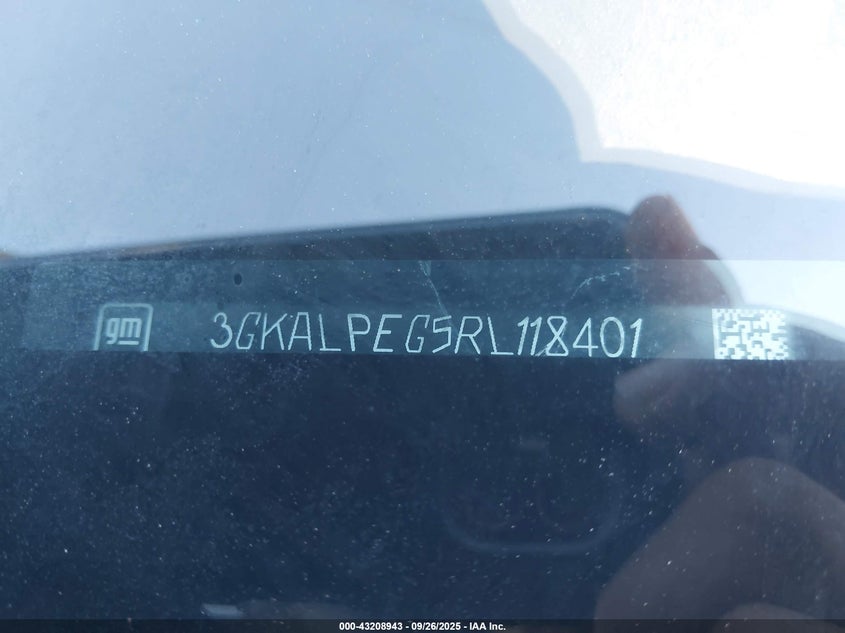 gm 3GKALPEG5RL118401
000-43208943 - 09/26/2025 - IAA Inc.